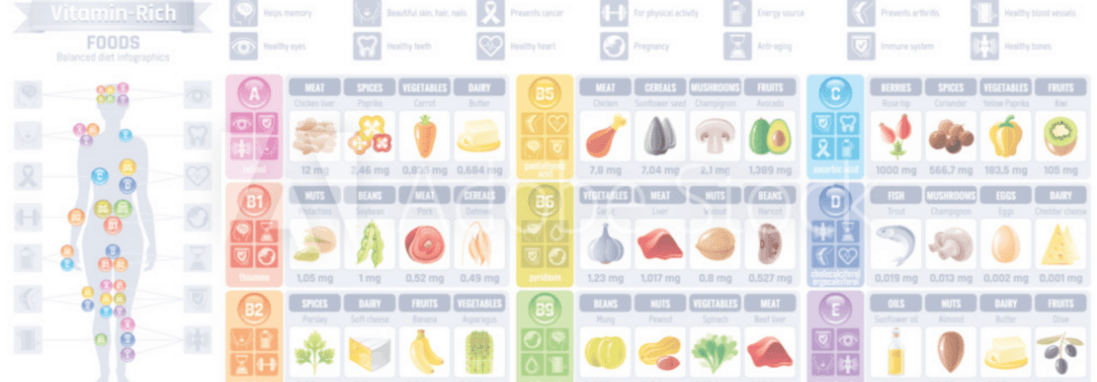 Vitamin-Rich
FOODS
Balanced diet infographics
Helps memory
Beautiful skin, hair, nails
Prevents cancer
For physical activity
Energy source
Prevents arthritis
Healthy blood vessels
Healthy eyes
Healthy teeth
Healthy heart
Pregnancy
Anti-aging
Immune system
Healthy bones
A
MEAT SPICES VEGETABLES DAIRY
Chicken liver Paprika Carrot Butter
retinol
12 mg 2,46 mg 0,835 mg 0,684 mg
B5
MEAT CEREALS MUSHROOMS FRUITS
Chicken Sunflower seed Champignon Avocado
7,8 mg 7,04 mg 2,1 mg 1,389 mg
C
BERRIES SPICES VEGETABLES FRUITS
Rose hip Coriander Yellow Paprika Kiwi
ascorbic acid
1000 mg 566,7 mg 183,5 mg 105 mg
B1
NUTS BEANS MEAT CEREALS
Pistachios Soybean Pork Oatmeal
thiamine
1,05 mg 1 mg 0,52 mg 0,49 mg
B6
VEGETABLES MEAT NUTS BEANS
Garlic Liver Walnut Haricot
pyridoxine
1,23 mg 1,017 mg 0.8 mg 0,527 mg
D
FISH MUSHROOMS EGGS DAIRY
Trout Champignon Eggs Chedder cheese
0,019 mg 0,013 mg 0,002 mg 0,001 mg
B2
SPICES DAIRY FRUITS VEGETABLES
Parsley Soft cheese Banana Asparagus
B9
BEANS NUTS VEGETABLES MEAT
Mung Peanut Spinach Beef liver
E
OILS NUTS DAIRY FRUITS
Sunflower oil Almond Butter Olive
Adobe Stock